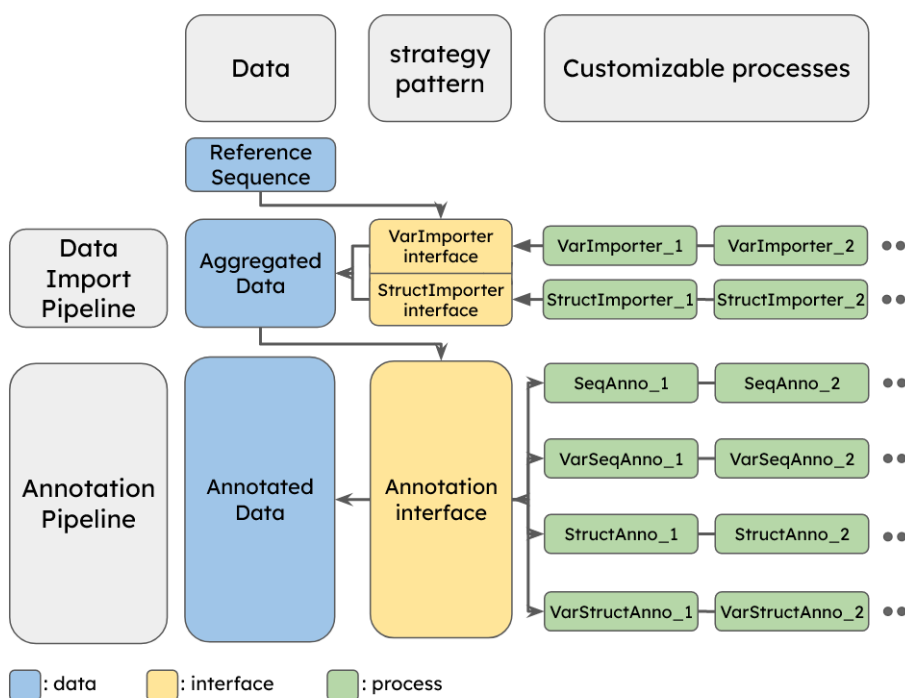 Data
strategy
pattern
Customizable processes
Reference
Sequence
Data
Import
Pipeline
Aggregated
Data
VarImporter
interface
StructImporter
interface
VarImporter_1
VarImporter_2
StructImporter_1
StructImporter_2
Annotation
Pipeline
Annotated
Data
Annotation
interface
SeqAnno_1
SeqAnno_2
VarSeqAnno_1
VarSeqAnno_2
StructAnno_1
StructAnno_2
VarStructAnno_1
VarStructAnno_2
: data
: interface
: process